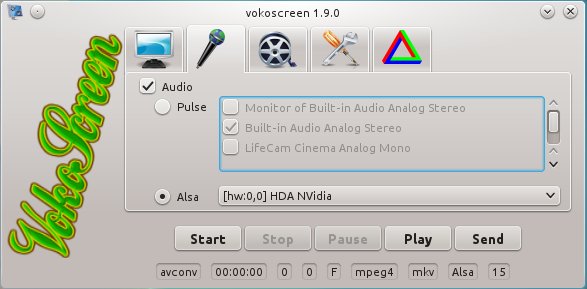 vokoscreen 1.9.0
VokoScreen
Audio
Pulse
Monitor of Built-in Audio Analog Stereo
Built-in Audio Analog Stereo
LifeCam Cinema Analog Mono
Alsa [hw:0,0] HDA NVidia
Start Stop Pause Play Send
avconv 00:00:00 0 0 F mpeg4 mkv Alsa 15